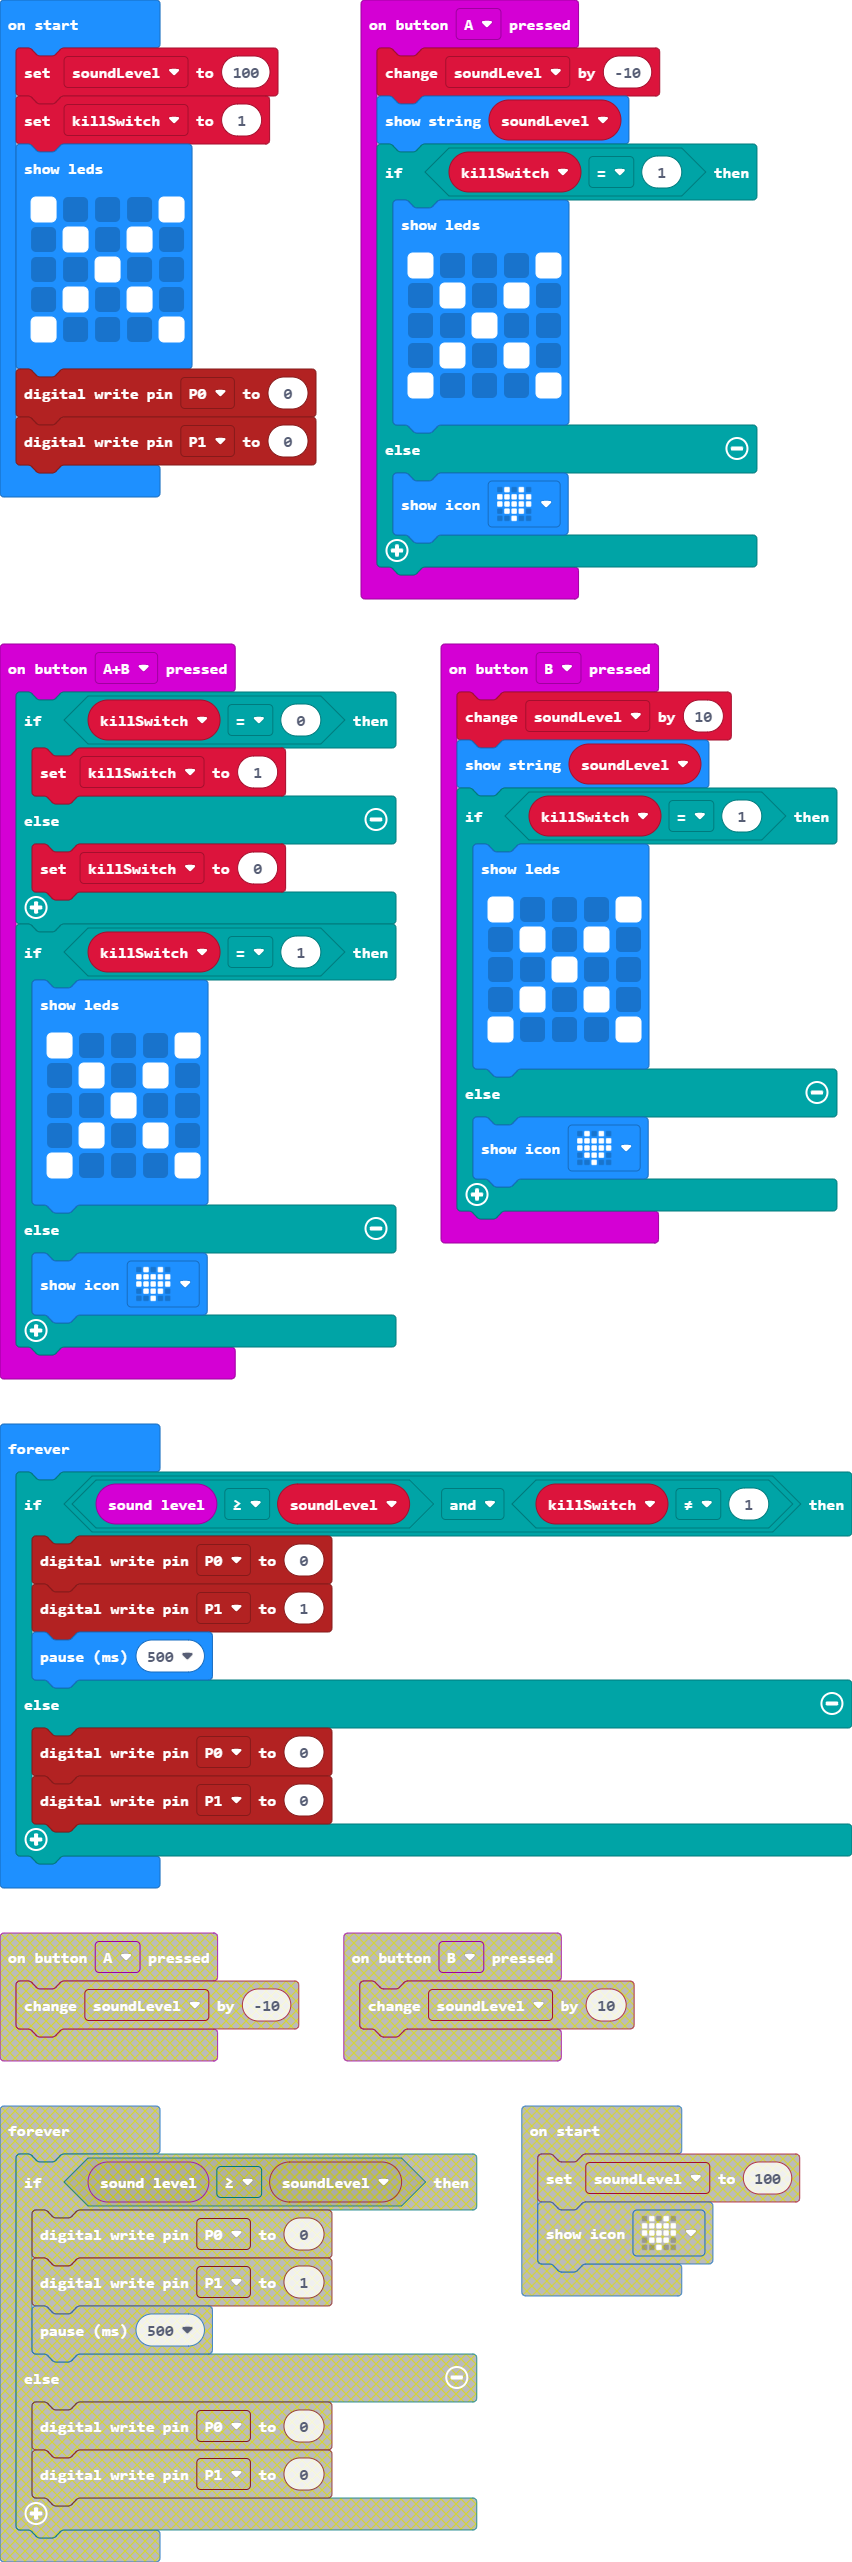 on start
set soundLevel to 100
set killSwitch to 1
show leds
digital write pin P0 to 0
digital write pin P1 to 0
on button A pressed
change soundLevel by -10
show string soundLevel
if killSwitch = 1 then
show leds
else
show icon
on button A+B pressed
if killSwitch = 0 then
set killSwitch to 1
else
set killSwitch to 0
if killSwitch = 1 then
show leds
else
show icon
on button B pressed
change soundLevel by 10
show string soundLevel
if killSwitch = 1 then
show leds
else
show icon
forever
if sound level ≥ soundLevel and killSwitch ≠ 1 then
digital write pin P0 to 0
digital write pin P1 to 1
pause (ms) 500
else
digital write pin P0 to 0
digital write pin P1 to 0
on button A pressed
change soundLevel by -10
on button B pressed
change soundLevel by 10
forever
if sound level ≥ soundLevel then
digital write pin P0 to 0
digital write pin P1 to 1
pause (ms) 500
else
digital write pin P0 to 0
digital write pin P1 to 0
on start
set soundLevel to 100
show icon